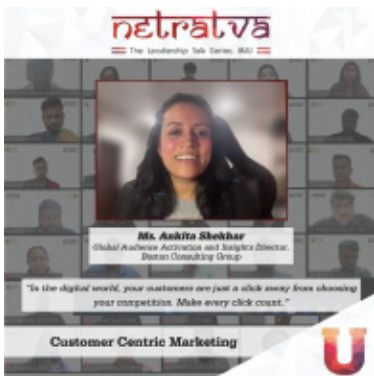 netratva
The Leadership Talk Series, BMU
Ms. Ankita Shekhar
Global Audience Activation and Insights Director,
Boston Consulting Group
"In the digital world, your customers are just a click away from choosing
your competition. Make every click count."
Customer Centric Marketing
U